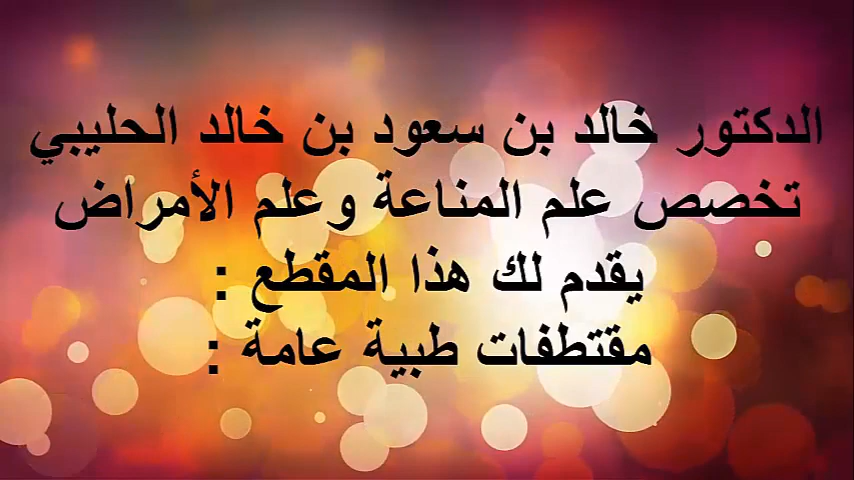 الدكتور خالد بن سعود بن خالد الحليبي
تخصص علم المناعة وعلم الأمراض
يقدم لك هذا المقطع :
مقتطفات طبية عامة :